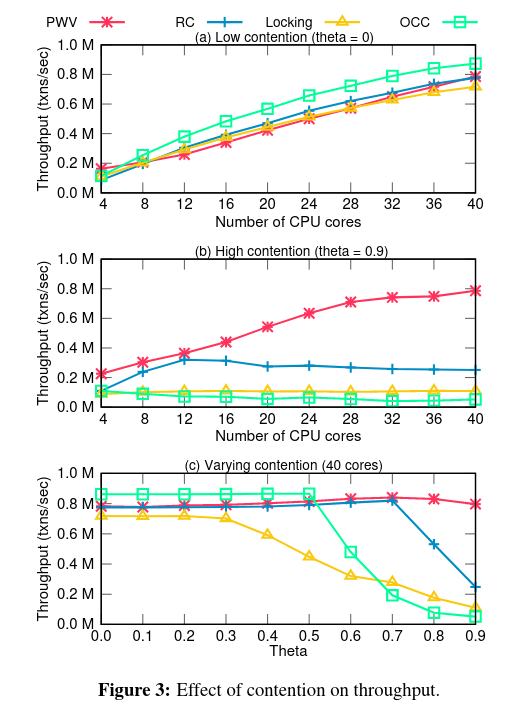 PWV RC Locking OCC
(a) Low contention (theta = 0)
Throughput (txns/sec)
1.0 M
0.8 M
0.6 M
0.4 M
0.2 M
0.0 M
4 8 12 16 20 24 28 32 36 40
Number of CPU cores
(b) High contention (theta = 0.9)
Throughput (txns/sec)
1.0 M
0.8 M
0.6 M
0.4 M
0.2 M
0.0 M
4 8 12 16 20 24 28 32 36 40
Number of CPU cores
(c) Varying contention (40 cores)
Throughput (txns/sec)
1.0 M
0.8 M
0.6 M
0.4 M
0.2 M
0.0 M
0.0 0.1 0.2 0.3 0.4 0.5 0.6 0.7 0.8 0.9
Theta
Figure 3: Effect of contention on throughput.